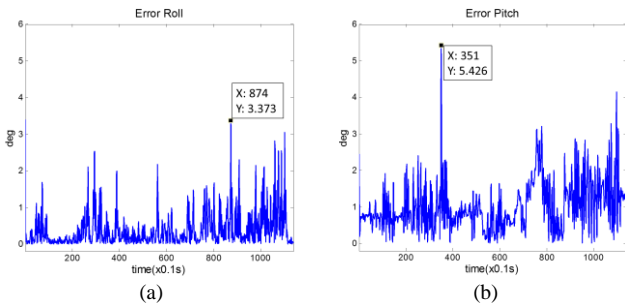 Error Roll
6
5
4
3
2
1
0
deg
X: 874
Y: 3.373
200 400 600 800 1000
time(x0.1s)
(a)
Error Pitch
6
5
4
3
2
1
0
deg
X: 351
Y: 5.426
200 400 600 800 1000
time(x0.1s)
(b)